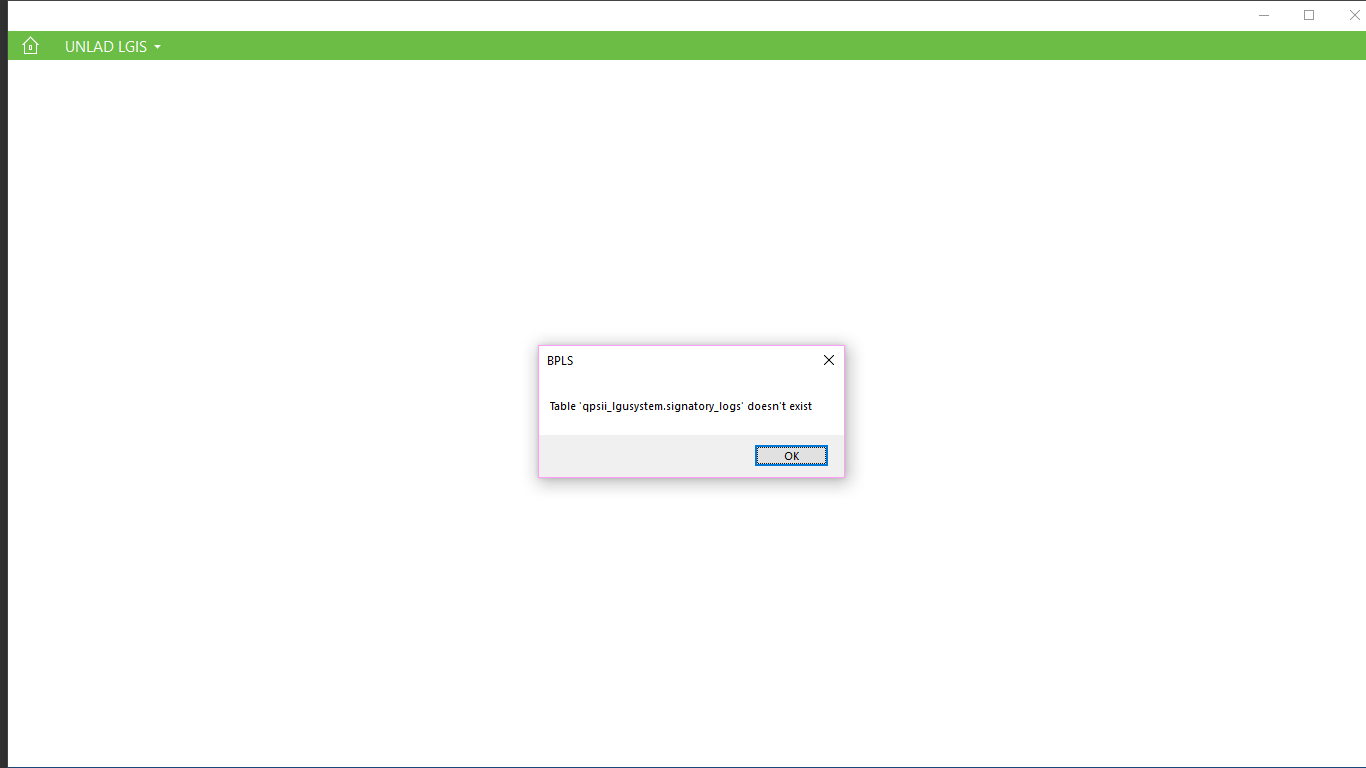 UNLAD LGIS
BPLS
Table 'qpsii_lgusystem.signatory_logs' doesn't exist
OK